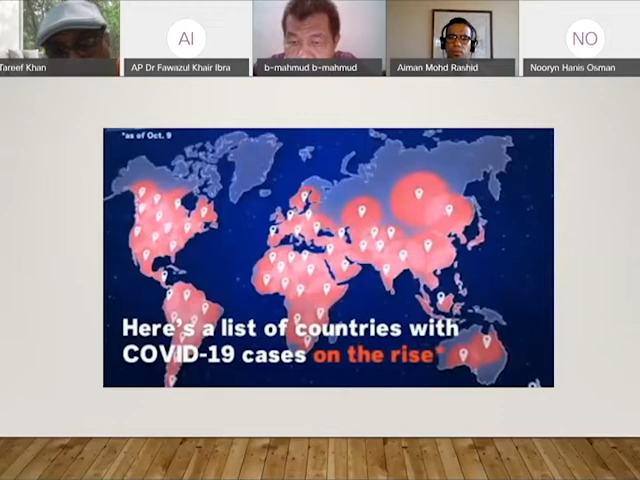 Tareef Khan
AI
AP Dr Fawazul Khair Ibra
b-mahmud b-mahmud
Aiman Mohd Rashid
NO
Nooryn Hanis Osman
*as of Oct. 9
Here's a list of countries with
COVID-19 cases on the rise*